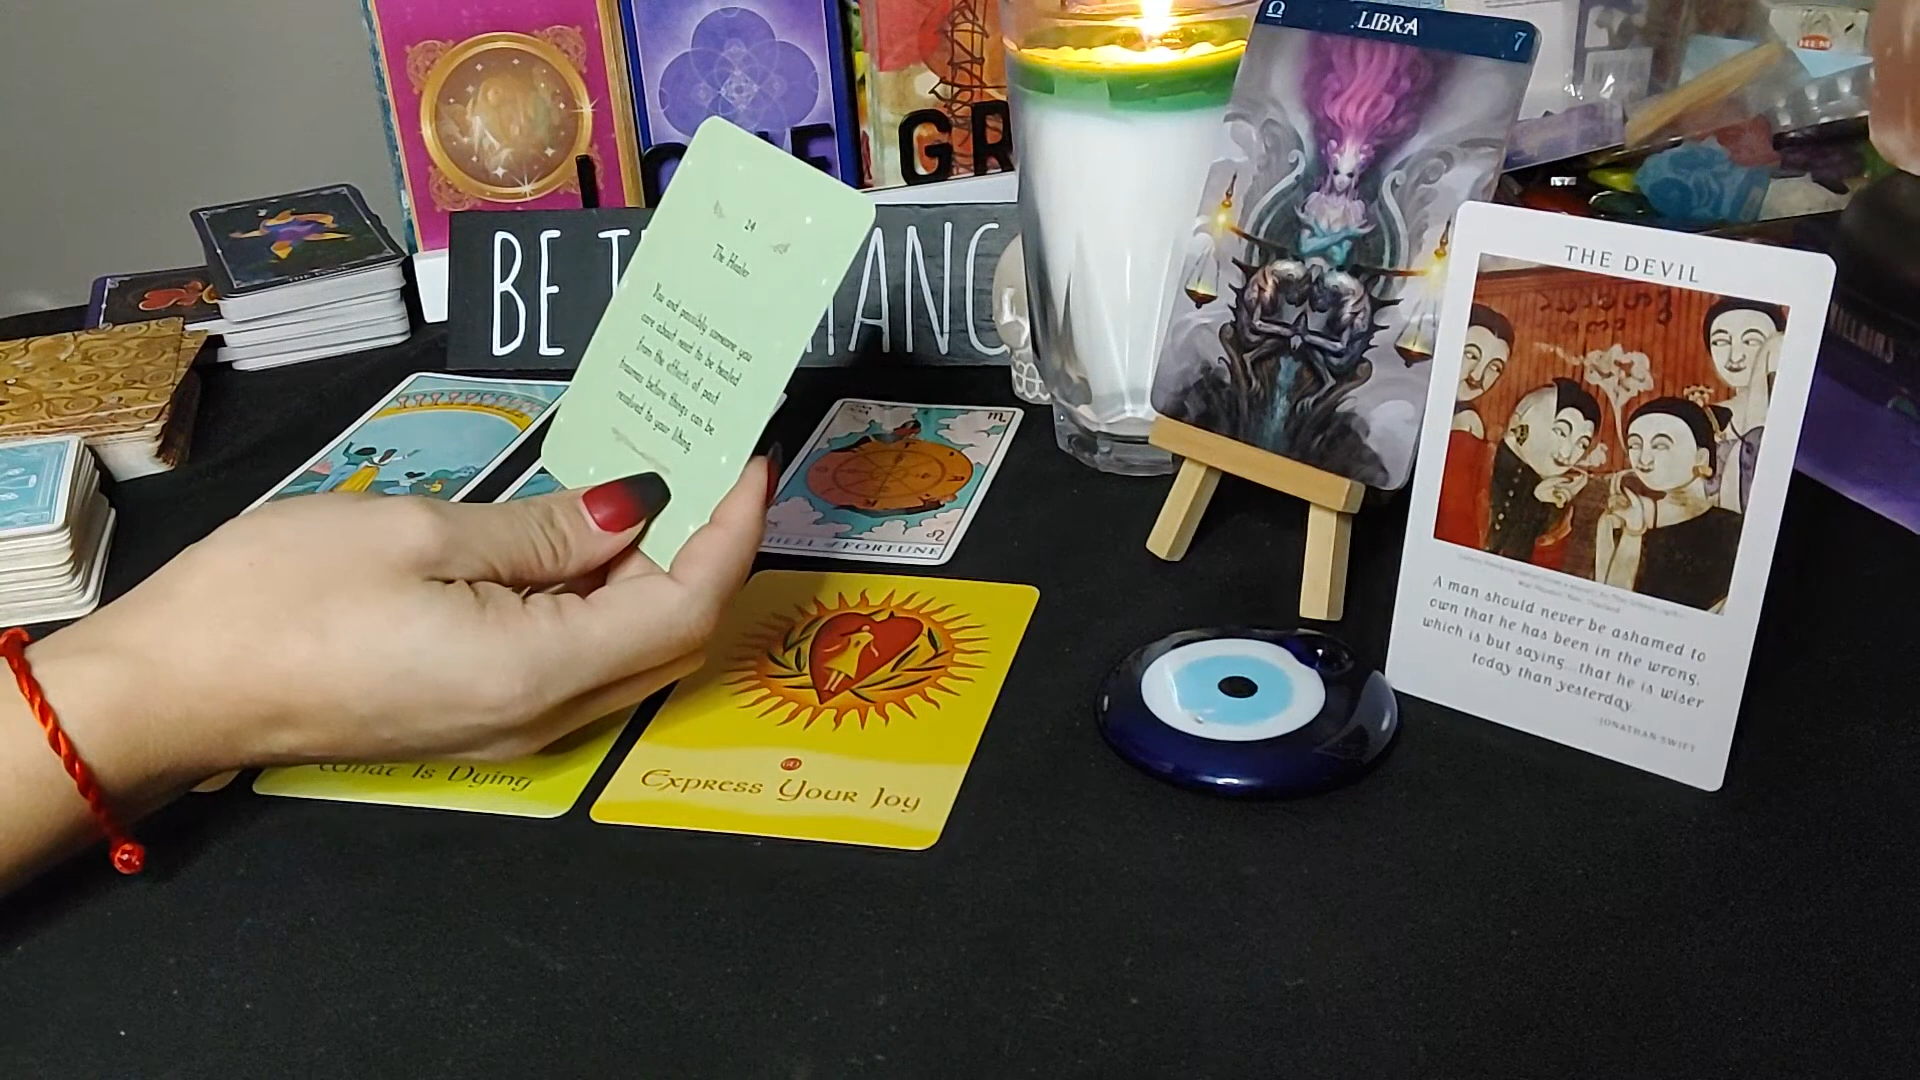 LIBRA
7
HEM
GR
BE
24
The Healer
You and possibly someone you
care about need to be healed
from the effects of past
traumas before things can be
resolved to your liking.
THE DEVIL
A man should never be ashamed to
own that he has been in the wrong,
which is but saying... that he is wiser
today than yesterday
-JONATHAN SWIFT
VILLAINS
OF FORTUNE
What Is Dying
60
Express Your Joy